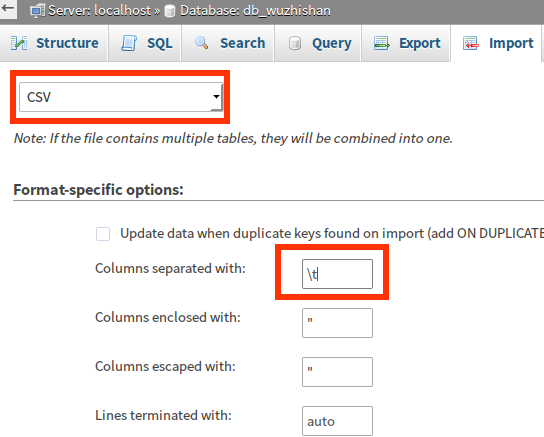 Server: localhost » Database: db_wuzhishan
Structure SQL Search Query Export Import
CSV
Note: If the file contains multiple tables, they will be combined into one.
Format-specific options:
Update data when duplicate keys found on import (add ON DUPLICATE
Columns separated with: \t
Columns enclosed with: "
Columns escaped with: "
Lines terminated with: auto